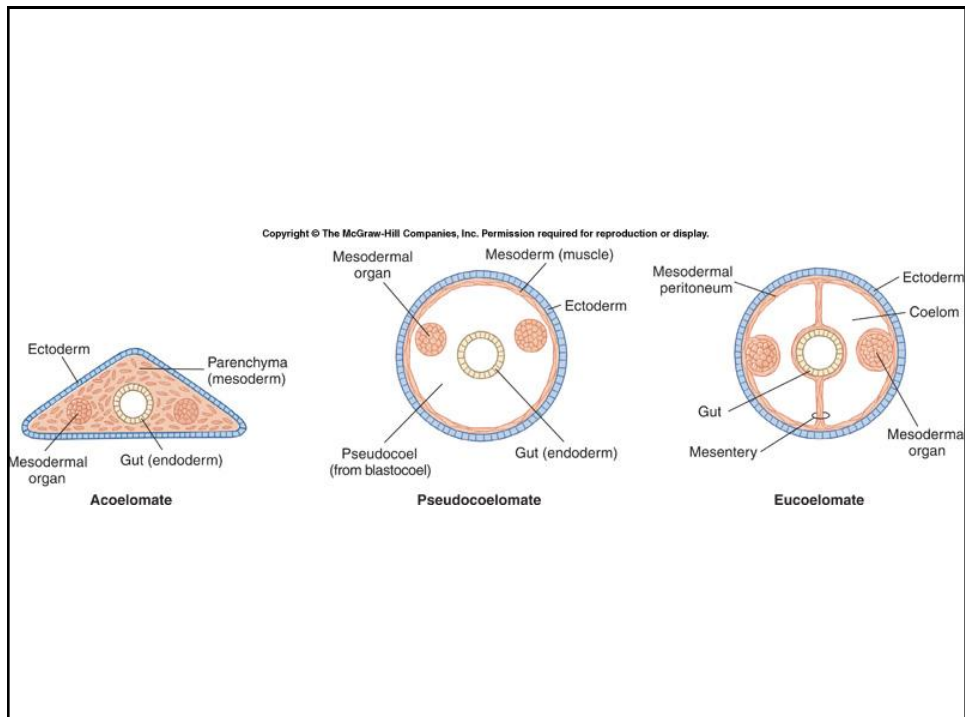 Copyright © The McGraw-Hill Companies, Inc. Permission required for reproduction or display.
Ectoderm
Parenchyma
(mesoderm)
Mesodermal
organ
Gut (endoderm)
Acoelomate
Mesodermal
organ
Mesoderm (muscle)
Ectoderm
Pseudocoel
(from blastocoel)
Gut (endoderm)
Pseudocoelomate
Mesodermal
peritoneum
Ectoderm
Coelom
Gut
Mesentery
Mesoderma
organ
Eucoelomate